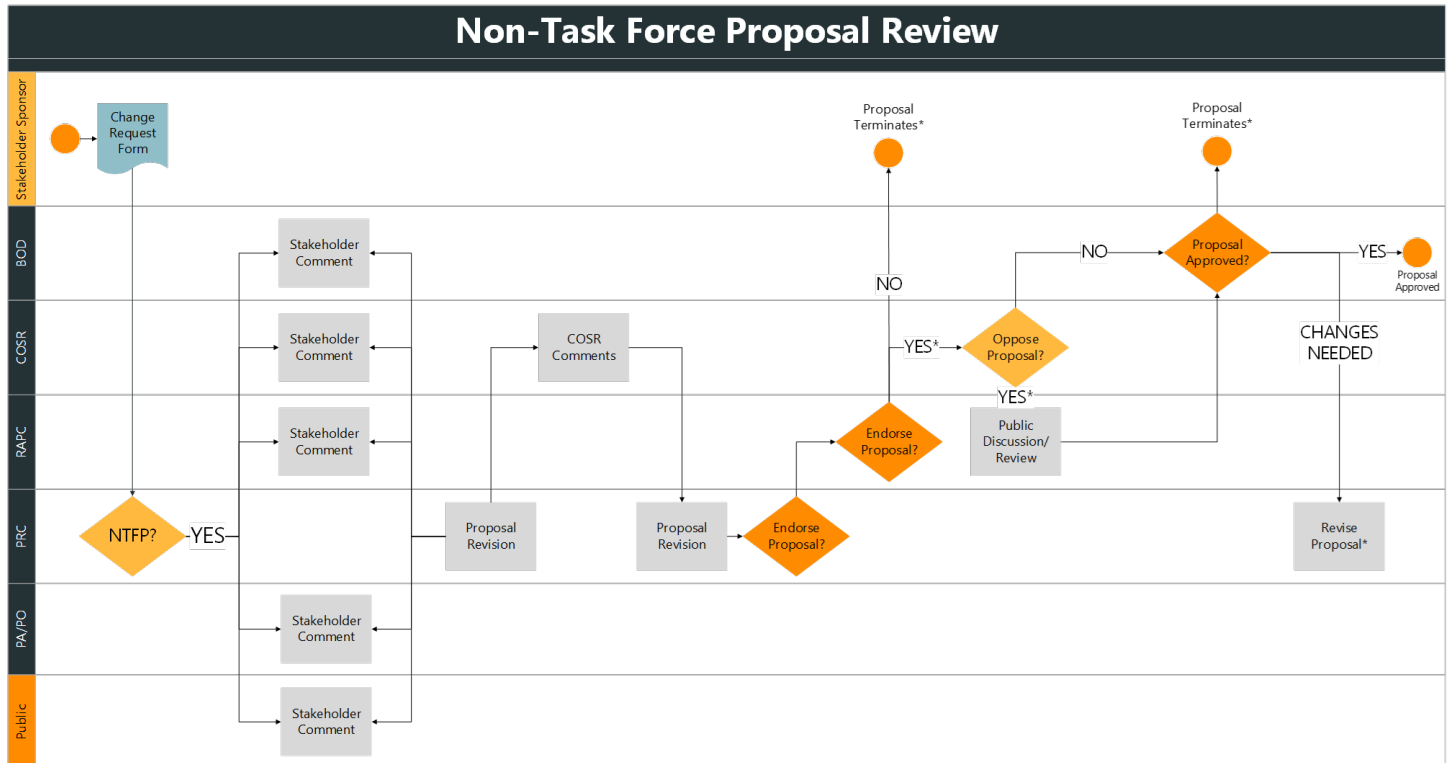 Non-Task Force Proposal Review
Stakeholder Sponsor
Change
Request
Form
Proposal
Terminates*
Proposal
Terminates*
BOD
Stakeholder
Comment
NO
NO
Proposal
Approved?
YES
Proposal
Approved
COSR
Stakeholder
Comment
COSR
Comments
YES*
Oppose
Proposal?
CHANGES
NEEDED
RAPC
Stakeholder
Comment
Endorse
Proposal?
YES*
Public
Discussion/
Review
PRC
NTFP?
YES
Proposal
Revision
Proposal
Revision
Endorse
Proposal?
Revise
Proposal*
PA/PO
Stakeholder
Comment
Public
Stakeholder
Comment